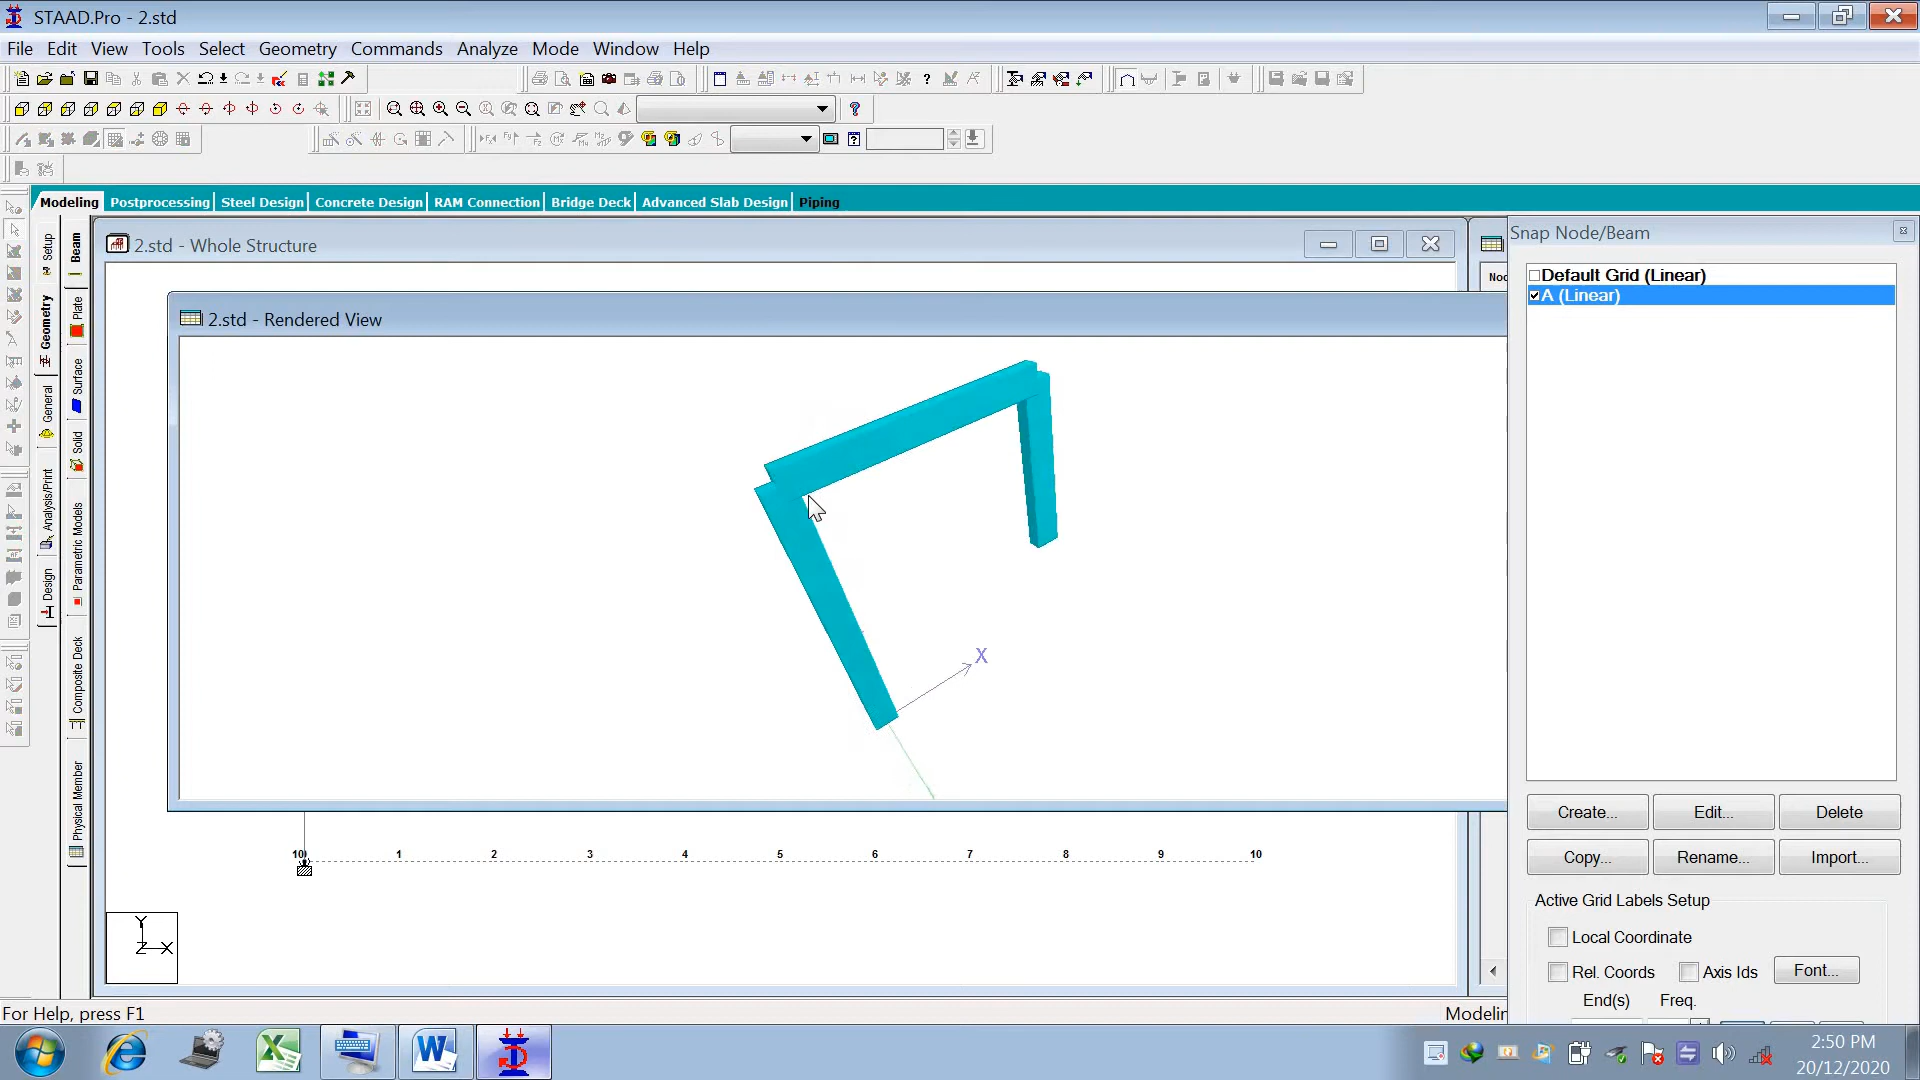 STAAD.Pro - 2.std
File Edit View Tools Select Geometry Commands Analyze Mode Window Help
Modeling Postprocessing Steel Design Concrete Design RAM Connection Bridge Deck Advanced Slab Design Piping
2.std - Whole Structure
Snap Node/Beam
Setup
Geometry
General
Analysis/Print
Design
Beam
Plate
Surface
Solid
Parametric Models
Composite Deck
Physical Member
2.std - Rendered View
X
Default Grid (Linear)
A (Linear)
Create... Edit... Delete
Copy... Rename... Import...
Active Grid Labels Setup
Local Coordinate
Rel. Coords Axis Ids Font...
End(s) Freq.
1 2 3 4 5 6 7 8 9 10
Y
Z X
For Help, press F1
Modelin
2:50 PM
20/12/2020